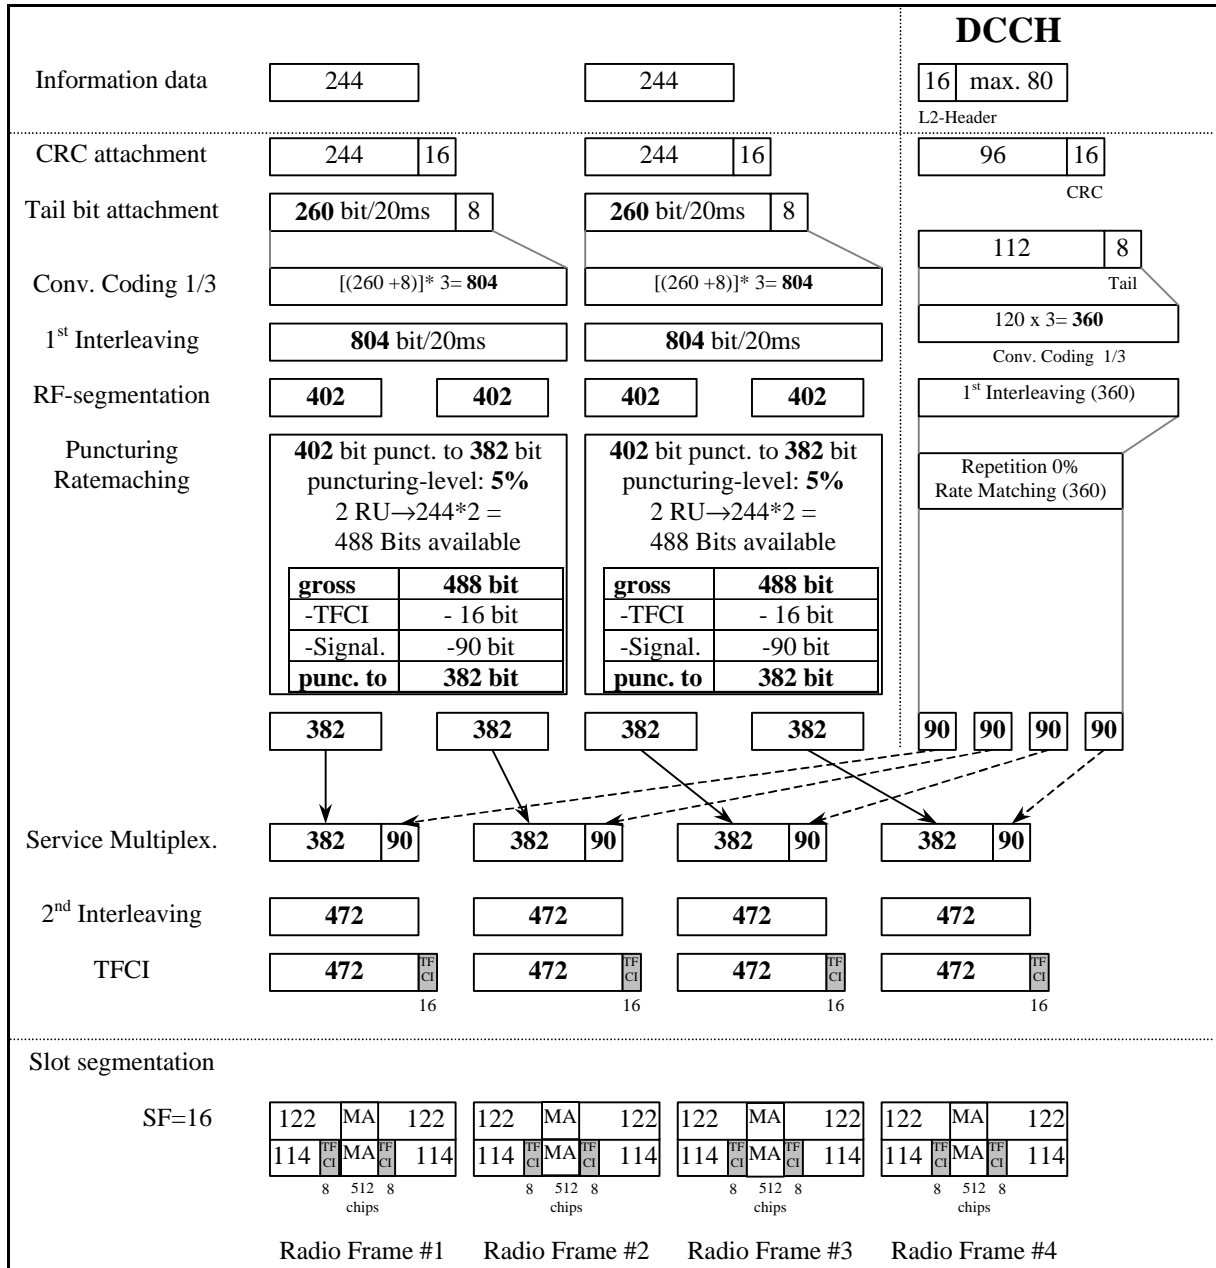 DCCH
Information data 244 244 16 max. 80
L2-Header
CRC attachment 244 16 244 16 96 16
CRC
Tail bit attachment 260 bit/20ms 8 260 bit/20ms 8
112 8
Tail
Conv. Coding 1/3 [(260 +8)]* 3= 804 [(260 +8)]* 3= 804
120 x 3= 360
Conv. Coding 1/3
1st Interleaving 804 bit/20ms 804 bit/20ms
RF-segmentation 402 402 402 402 1st Interleaving (360)
Puncturing
Ratemaching
402 bit punct. to 382 bit
puncturing-level: 5%
2 RU→244*2 =
488 Bits available
gross 488 bit
-TFCI - 16 bit
-Signal. -90 bit
punc. to 382 bit
402 bit punct. to 382 bit
puncturing-level: 5%
2 RU→244*2 =
488 Bits available
gross 488 bit
-TFCI - 16 bit
-Signal. -90 bit
punc. to 382 bit
Repetition 0%
Rate Matching (360)
382 382 382 382 90 90 90 90
Service Multiplex. 382 90 382 90 382 90 382 90
2nd Interleaving 472 472 472 472
TFCI 472 TF CI 472 TF CI 472 TF CI 472 TF CI
16 16 16 16
Slot segmentation
SF=16 122 MA 122 122 MA 122 122 MA 122 122 MA 122
114 TF CI MA TF CI 114 114 TF CI MA TF CI 114 114 TF CI MA TF CI 114 114 TF CI MA TF CI 114
8 512 8 8 512 8 8 512 8 8 512 8
chips chips chips chips
Radio Frame #1 Radio Frame #2 Radio Frame #3 Radio Frame #4